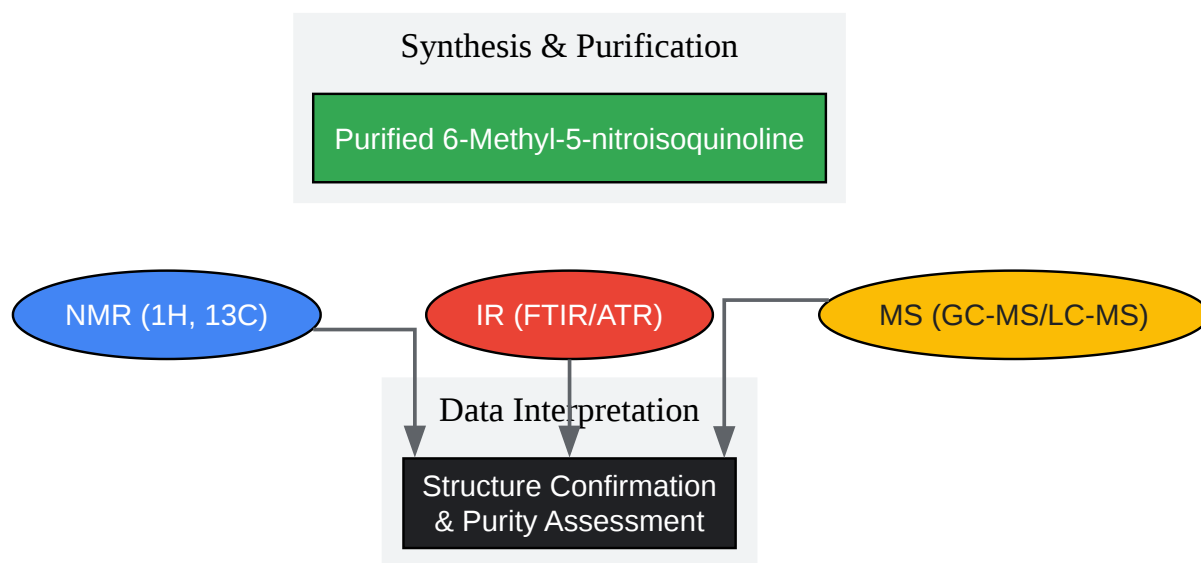 Synthesis & Purification
Purified 6-Methyl-5-nitroisoquinoline
NMR (1H, 13C)
IR (FTIR/ATR)
MS (GC-MS/LC-MS)
Data Interpretation
Structure Confirmation
& Purity Assessment